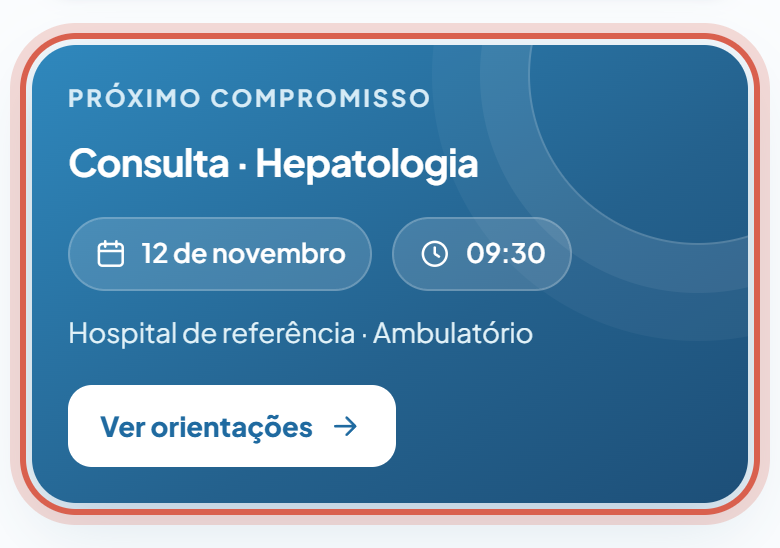 PRÓXIMO COMPROMISSO
Consulta · Hepatologia
12 de novembro 09:30
Hospital de referência · Ambulatório
Ver orientações →